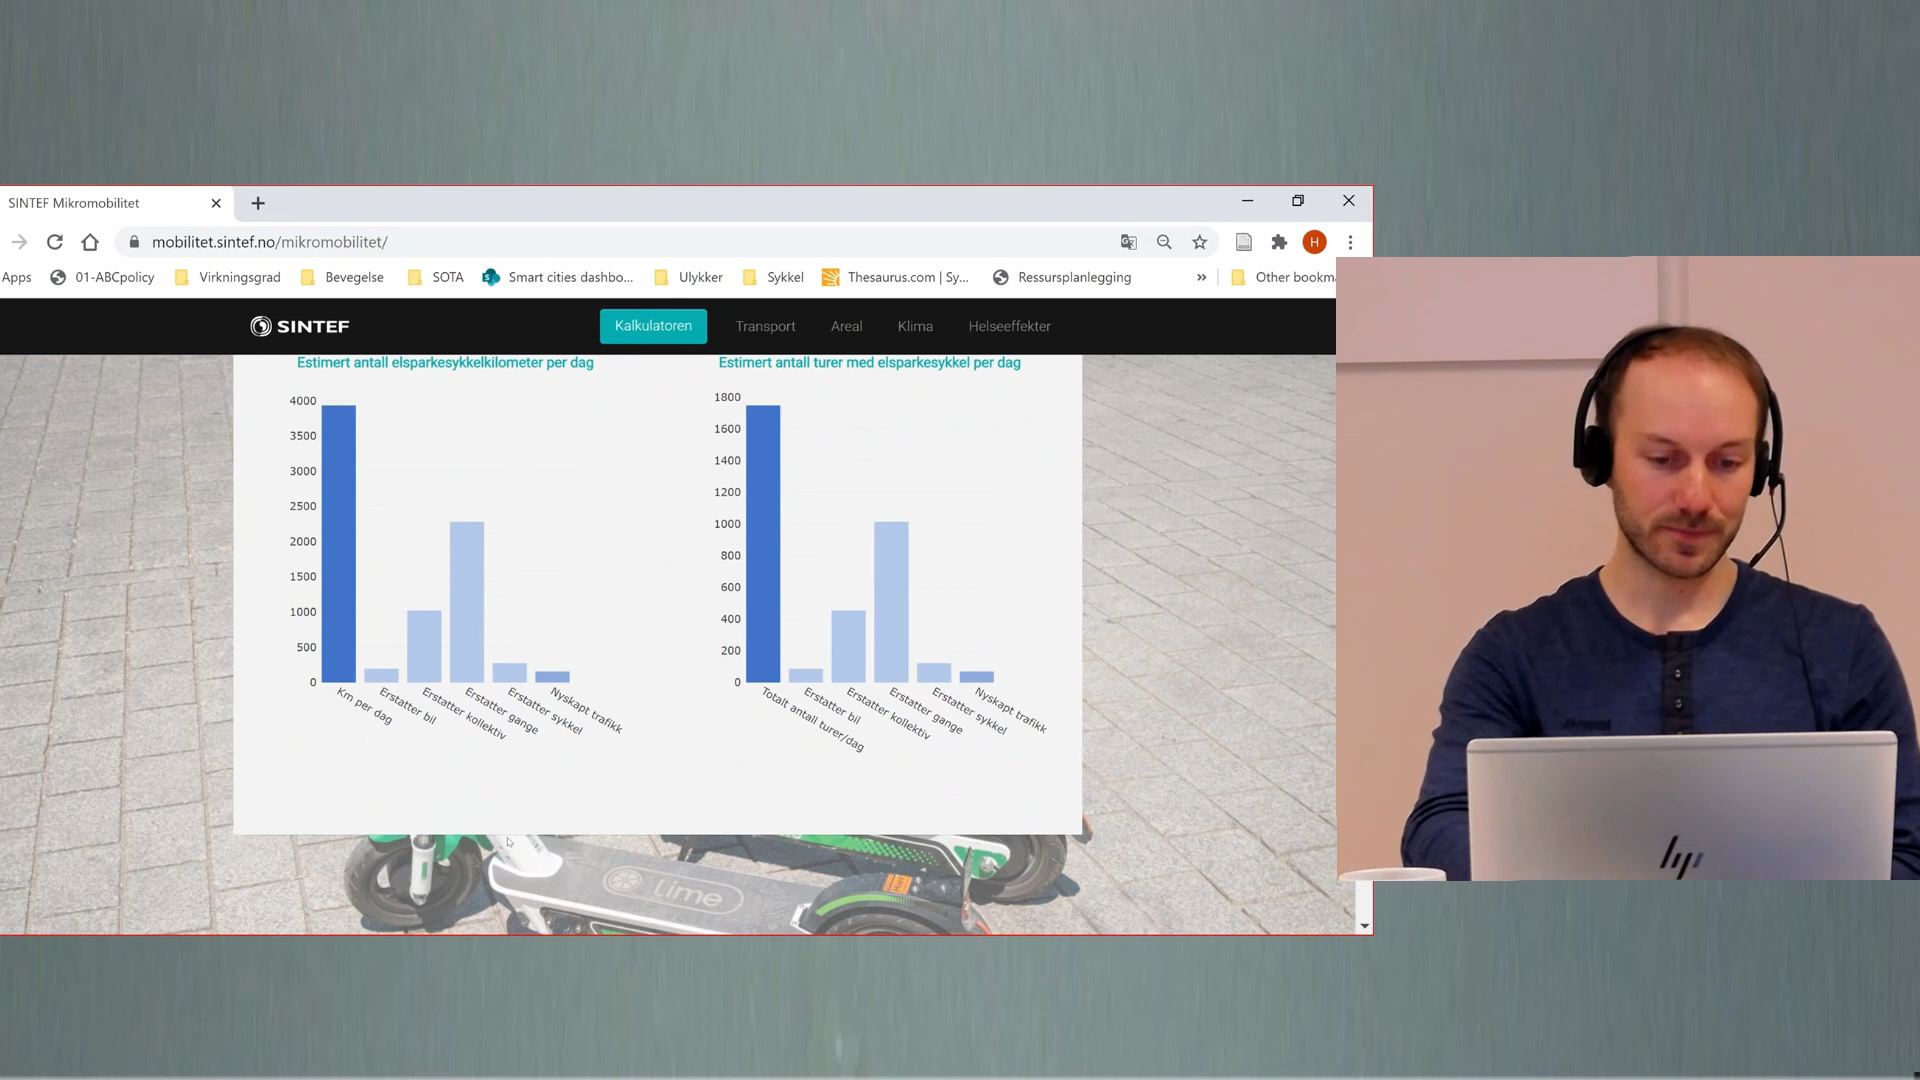 SINTEF Mikromobilitet
mobilitet.sintef.no/mikromobilitet/
H
Apps 01-ABCpolicy Virkningsgrad Bevegelse SOTA Smart cities dashbo... Ulykker Sykkel Thesaurus.com | Sy... Ressursplanlegging » Other bookma
SINTEF Kalkulatoren Transport Areal Klima Helseeffekter
Estimert antall elsparkesykkelkilometer per dag
4000
3500
3000
2500
2000
1500
1000
500
0
Km per dag
Erstatter bil
Erstatter kollektiv
Erstatter gange
Erstatter sykkel
Nyskapt trafikk
Estimert antall turer med elsparkesykkel per dag
1800
1600
1400
1200
1000
800
600
400
200
0
Totalt antall turer/dag
Erstatter bil
Erstatter kollektiv
Erstatter gange
Erstatter sykkel
Nyskapt trafikk
Lime
hp